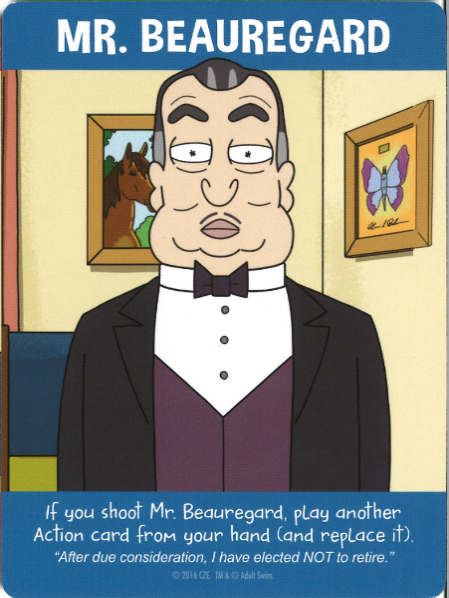 MR. BEAUREGARD
If you shoot Mr. Beauregard, play another
Action card from your hand (and replace it).
"After due consideration, I have elected NOT to retire."
© 2016 CZE. TM & © Adult Swim.